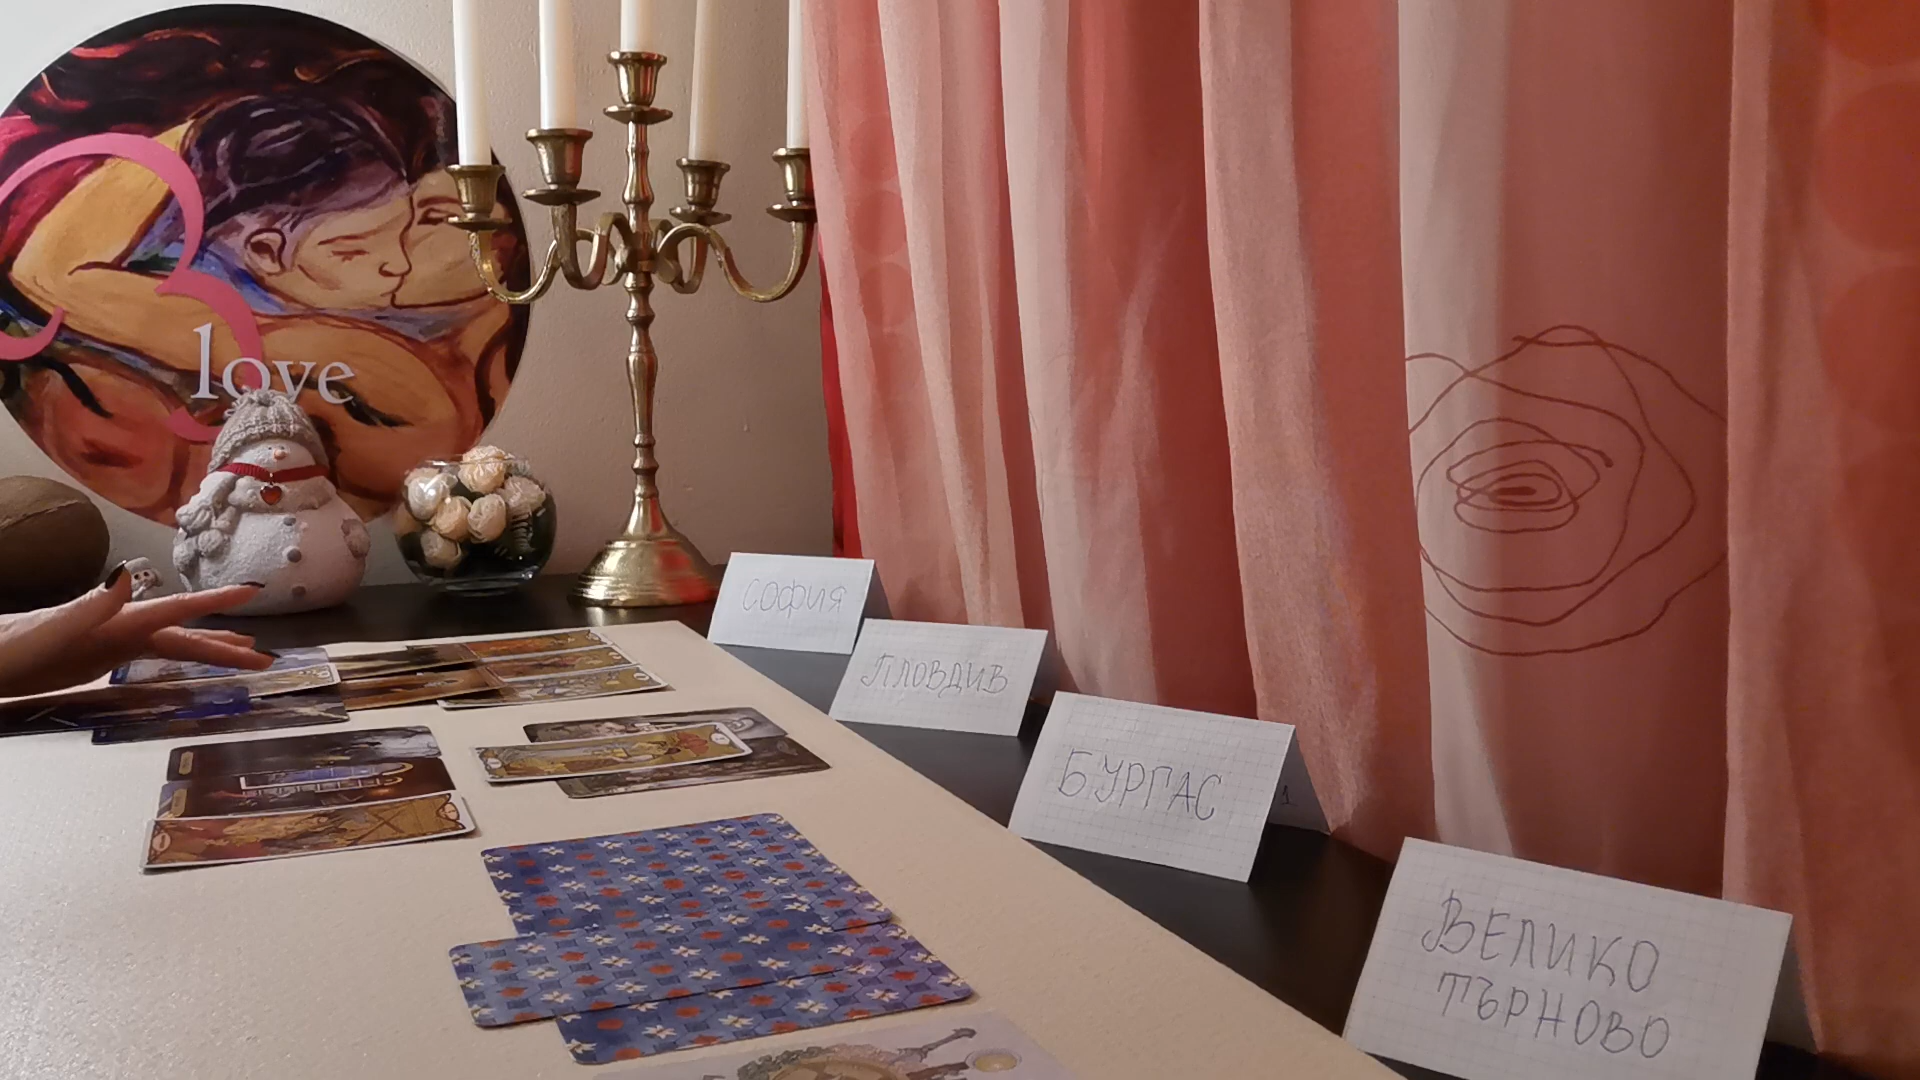 love
СОФИЯ
ПЛОВДИВ
БУРГАС
ВЕЛИКО
ТЪРНОВО